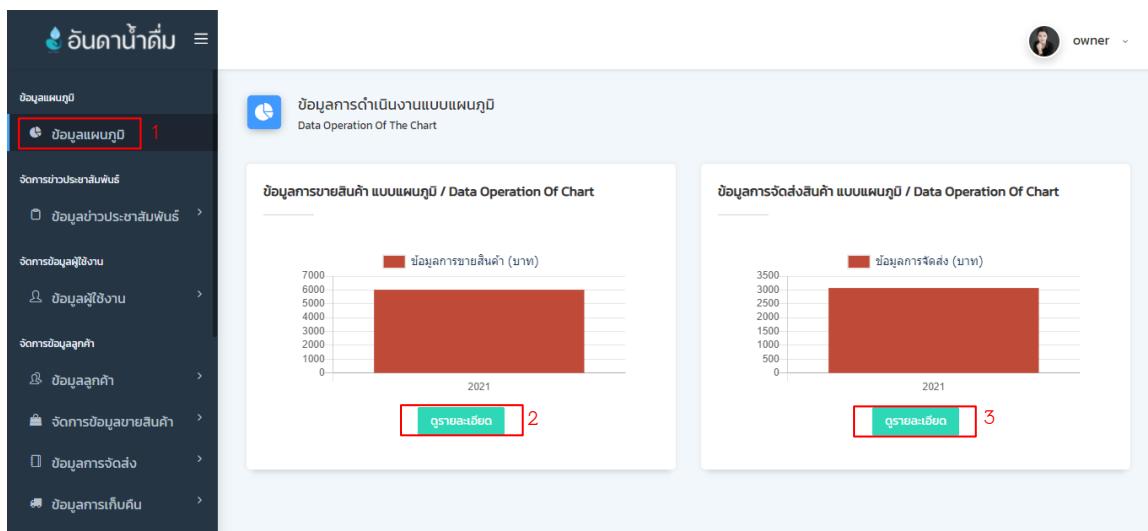 อันดาน้ำดื่ม
owner
ข้อมูลแผนภูมิ
ข้อมูลแผนภูมิ 1
จัดการข่าวประชาสัมพันธ์
ข้อมูลข่าวประชาสัมพันธ์
จัดการข้อมูลผู้ใช้งาน
ข้อมูลผู้ใช้งาน
จัดการข้อมูลลูกค้า
ข้อมูลลูกค้า
จัดการข้อมูลขายสินค้า
ข้อมูลการจัดส่ง
ข้อมูลการเก็บคืน
ข้อมูลการดำเนินงานแบบแผนภูมิ
Data Operation Of The Chart
ข้อมูลการขายสินค้า แบบแผนภูมิ / Data Operation Of Chart
ข้อมูลการขายสินค้า (บาท)
7000
6000
5000
4000
3000
2000
1000
0
2021
ดูรายละเอียด 2
ข้อมูลการจัดส่งสินค้า แบบแผนภูมิ / Data Operation Of Chart
ข้อมูลการจัดส่ง (บาท)
3500
3000
2500
2000
1500
1000
500
0
2021
ดูรายละเอียด 3